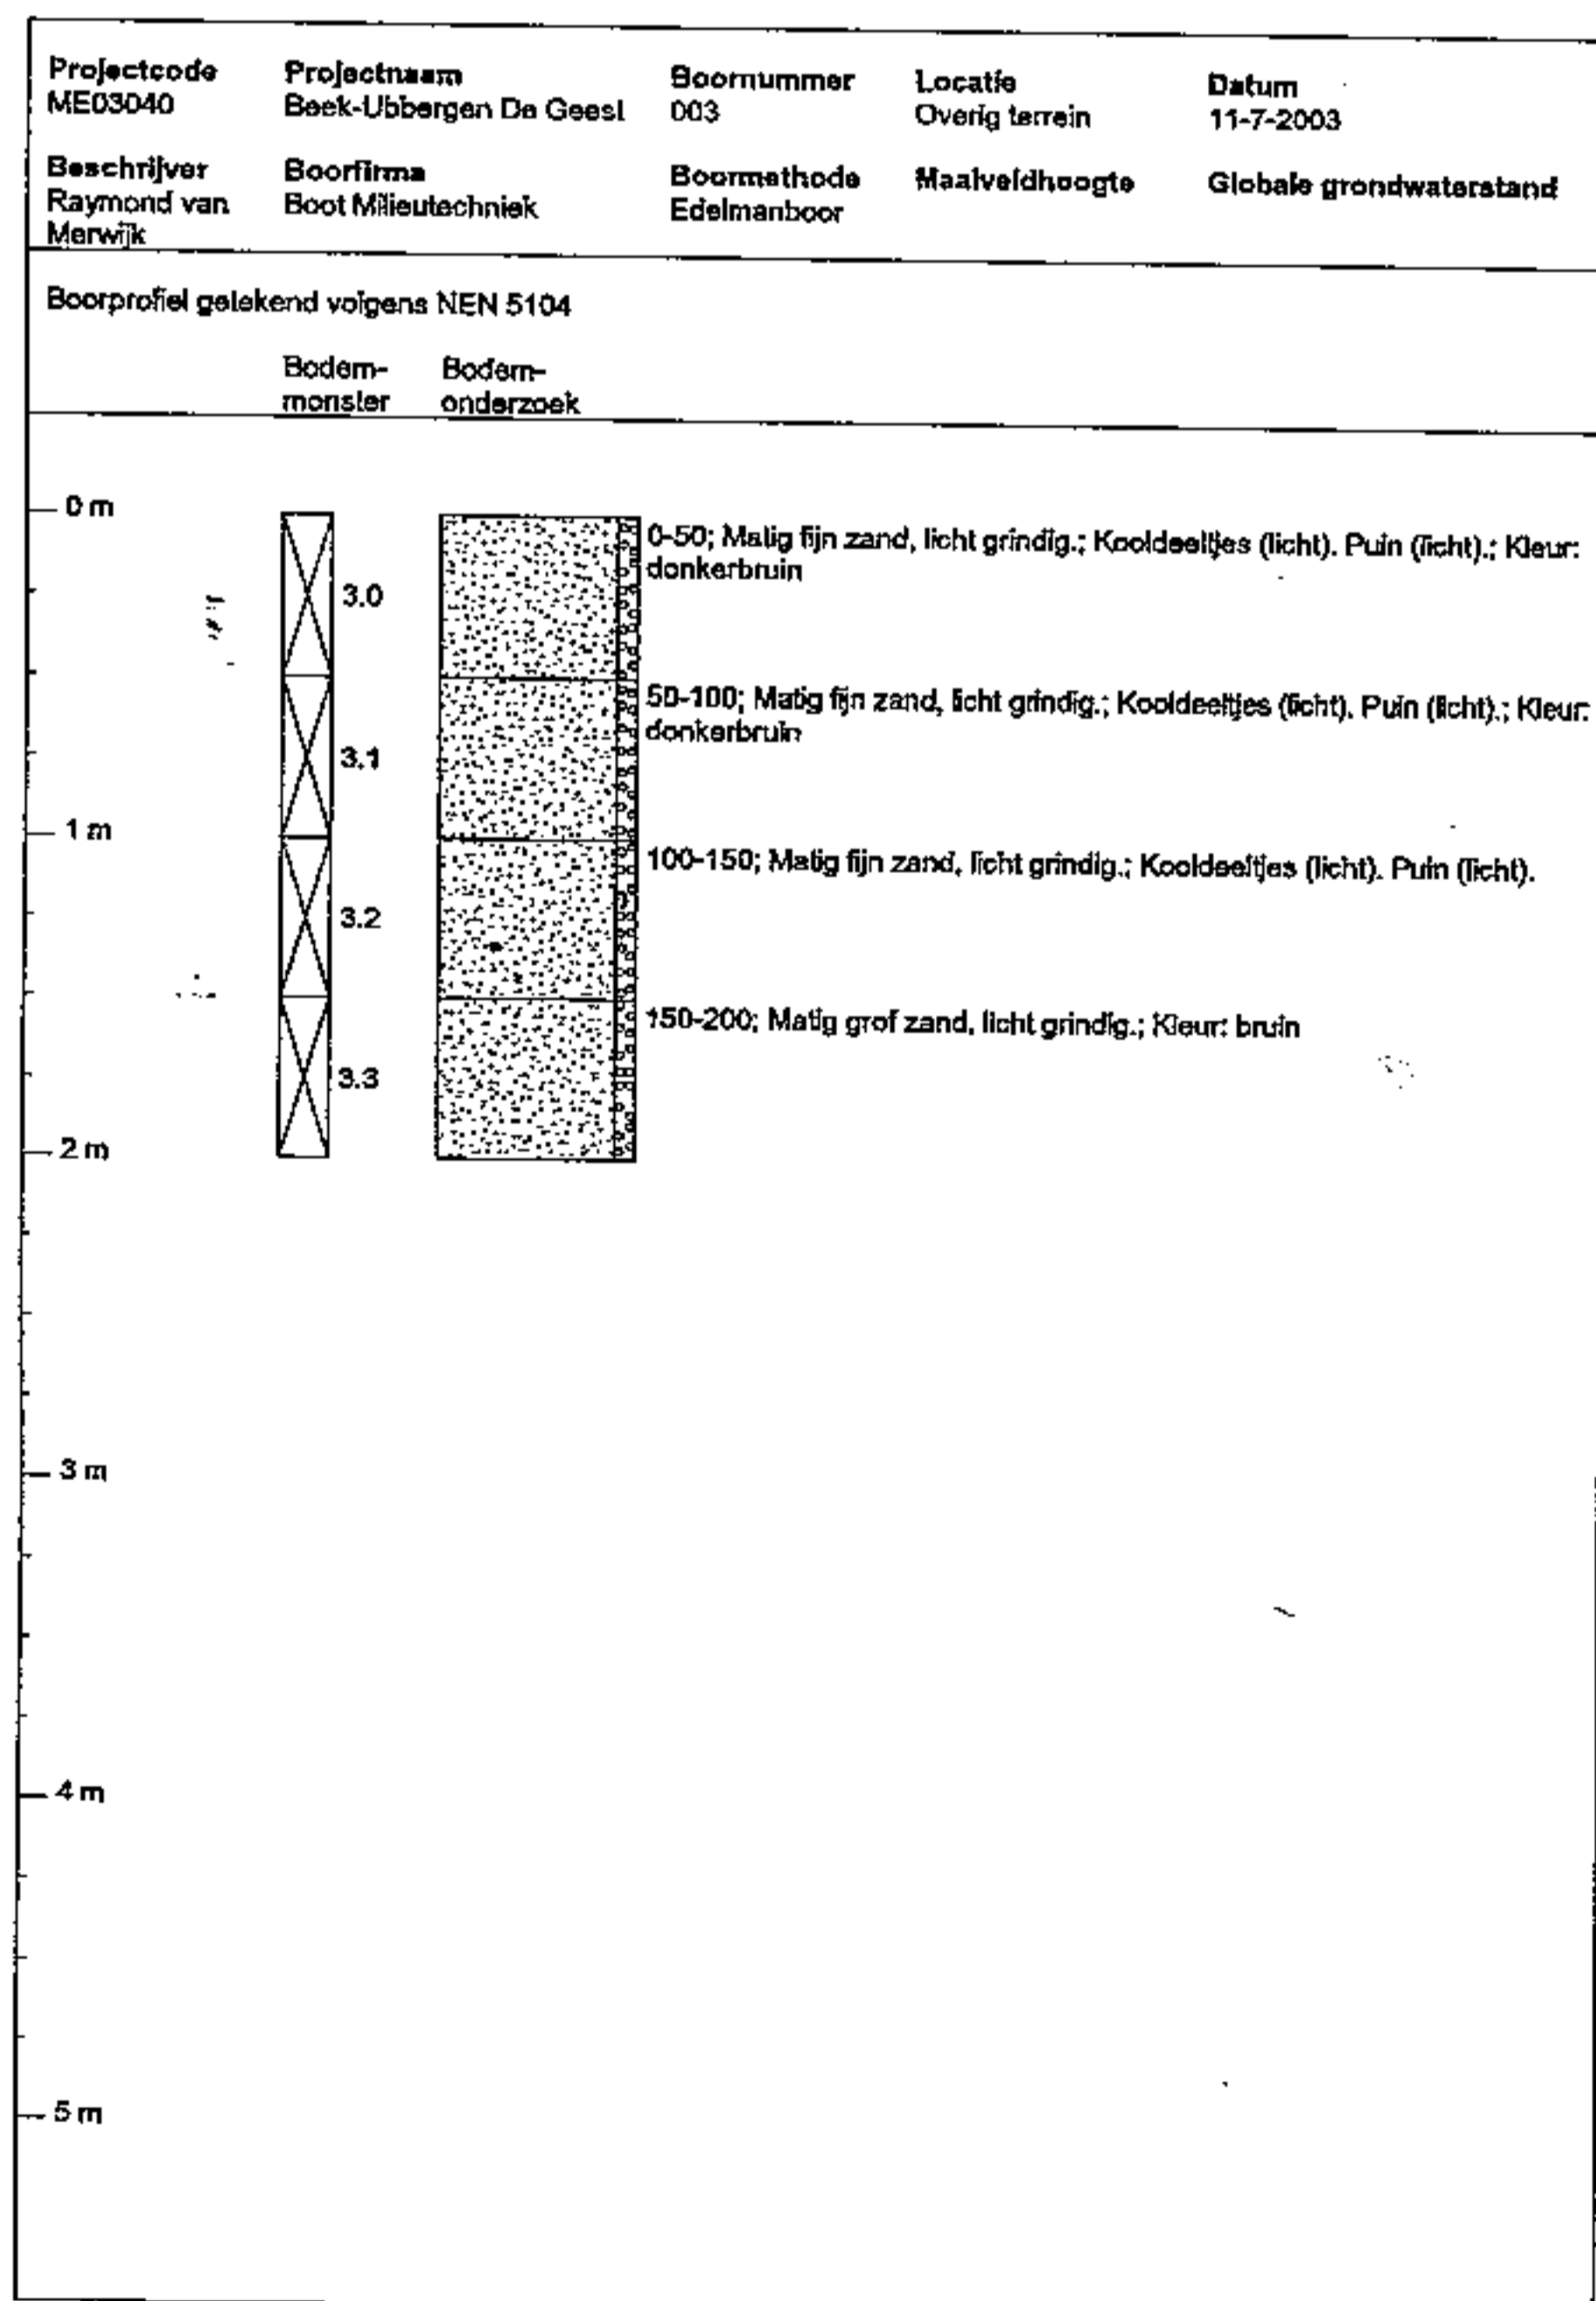 Projectcode Projectnaam Boornummer Locatie Datum
ME03040 Beek-Ubbergen De Geest 003 Overig terrein 11-7-2003
Beschrijver Boorfirma Boormethode Maaiveldhoogte Globale grondwaterstand
Raymond van Boot Milieutechniek Edelmanboor
Merwijk
Boorprofiel getekend volgens NEN 5104
Bodem- Bodem-
monster onderzoek
0 m
0-50; Matig fijn zand, licht grindig.; Kooldeeltjes (licht). Puin (licht).; Kleur:
donkerbruin
3.0
50-100; Matig fijn zand, licht grindig.; Kooldeeltjes (licht). Puin (licht).; Kleur:
donkerbruin
3.1
1 m
100-150; Matig fijn zand, licht grindig.; Kooldeeltjes (licht). Puin (licht).
3.2
150-200; Matig grof zand, licht grindig.; Kleur: bruin
3.3
2 m
3 m
4 m
5 m